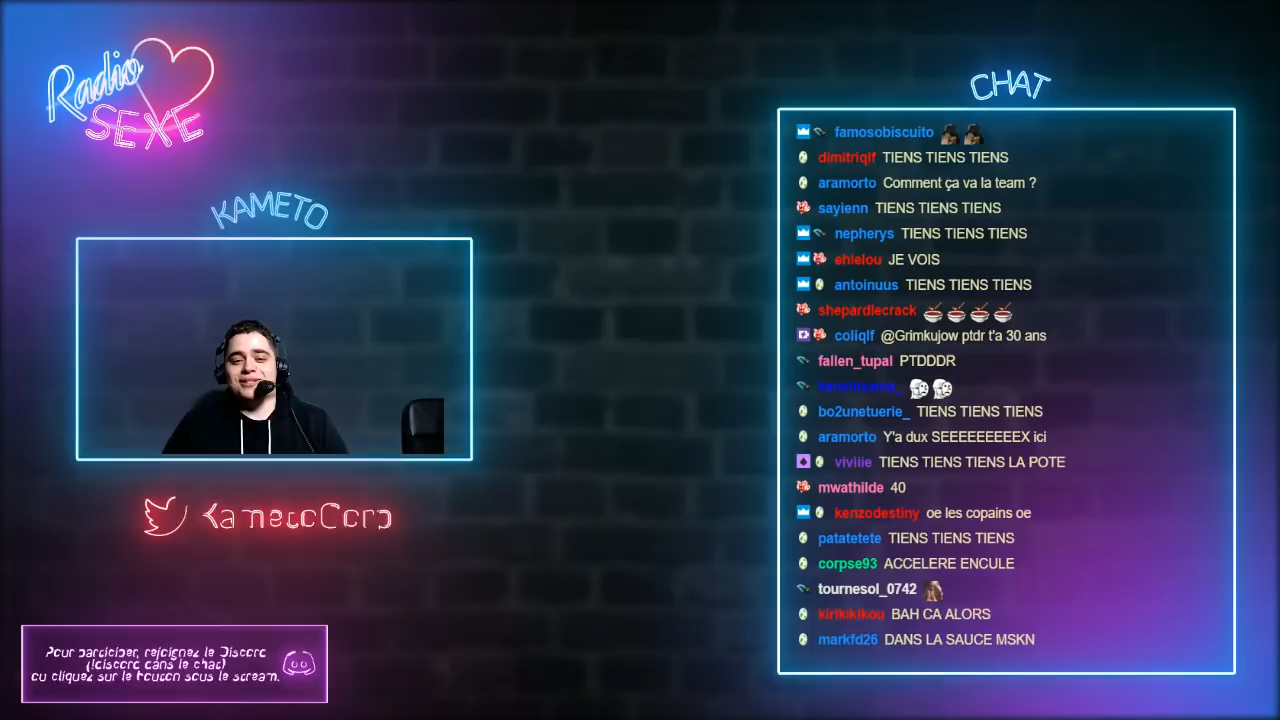 Radio
SEXE
KAMETO
KametoCorp
Pour participer, rejoignez le Discord
(!discord dans le chat)
ou cliquez sur le bouton sous le stream.
CHAT
famosobiscuito
dimitriqlf TIENS TIENS TIENS
aramorto Comment ça va la team ?
sayienn TIENS TIENS TIENS
nepherys TIENS TIENS TIENS
ehlelou JE VOIS
antoinuus TIENS TIENS TIENS
shepardlecrack
coliqlf @Grimkujow ptdr t'a 30 ans
fallen_tupal PTDDDR
bo2unetuerie_ TIENS TIENS TIENS
aramorto Y'a dux SEEEEEEEEEX ici
viviiie TIENS TIENS TIENS LA POTE
mwathilde 40
kenzodestiny oe les copains oe
patatetete TIENS TIENS TIENS
corpse93 ACCELERE ENCULE
tournesol_0742
kirikikikou BAH CA ALORS
markfd26 DANS LA SAUCE MSKN